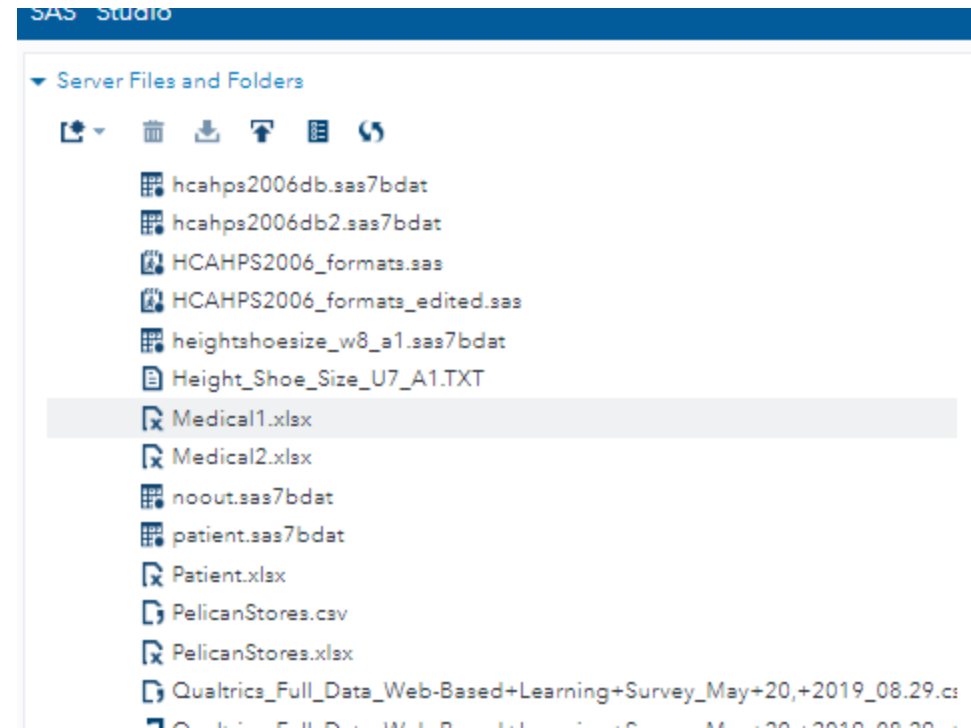 SAS Studio
Server Files and Folders
hcahps2006db.sas7bdat
hcahps2006db2.sas7bdat
HCAHPS2006_formats.sas
HCAHPS2006_formats_edited.sas
heightshoesize_w8_a1.sas7bdat
Height_Shoe_Size_U7_A1.TXT
Medical1.xlsx
Medical2.xlsx
noout.sas7bdat
patient.sas7bdat
Patient.xlsx
PelicanStores.csv
PelicanStores.xlsx
Qualtrics_Full_Data_Web-Based+Learning+Survey_May+20,+2019_08.29.cs